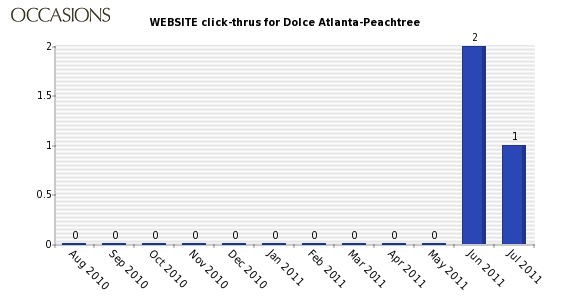 OCCASIONS
WEBSITE click-thrus for Dolce Atlanta-Peachtree
2
1.5
1
0.5
0
0 0 0 0 0 0 0 0 0 0 2 1
Aug 2010
Sep 2010
Oct 2010
Nov 2010
Dec 2010
Jan 2011
Feb 2011
Mar 2011
Apr 2011
May 2011
Jun 2011
Jul 2011